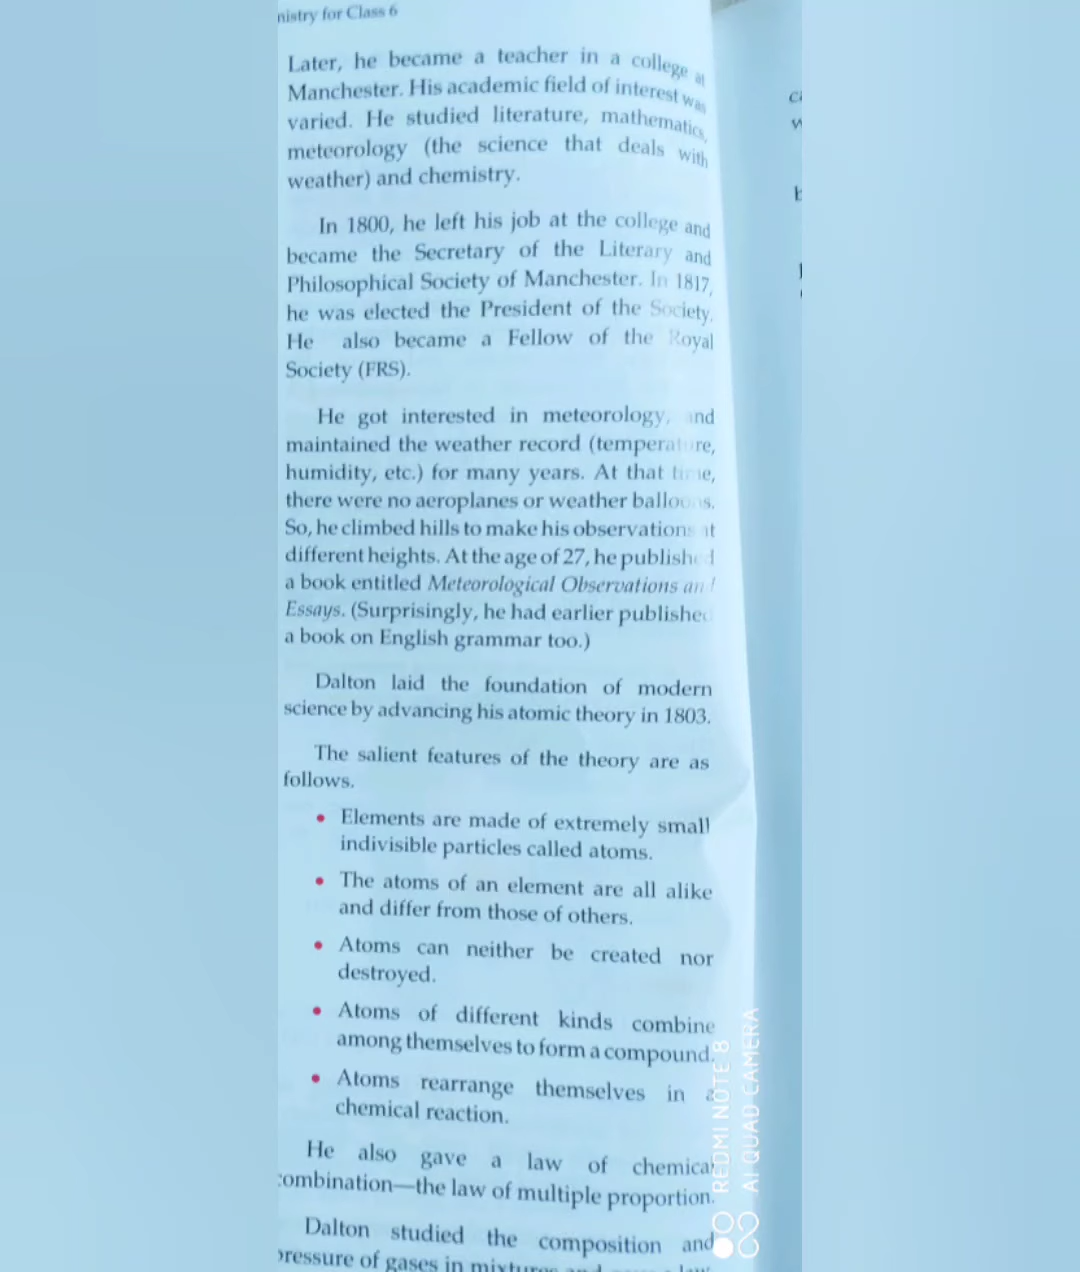 nistry for Class 6
Later, he became a teacher in a college at
Manchester. His academic field of interest was
varied. He studied literature, mathematics,
meteorology (the science that deals with
weather) and chemistry.
In 1800, he left his job at the college and
became the Secretary of the Literary and
Philosophical Society of Manchester. In 1817,
he was elected the President of the Society.
He also became a Fellow of the Royal
Society (FRS).
He got interested in meteorology, and
maintained the weather record (temperature,
humidity, etc.) for many years. At that time,
there were no aeroplanes or weather balloons.
So, he climbed hills to make his observations at
different heights. At the age of 27, he published
a book entitled Meteorological Observations and
Essays. (Surprisingly, he had earlier published
a book on English grammar too.)
Dalton laid the foundation of modern
science by advancing his atomic theory in 1803.
The salient features of the theory are as
follows.
• Elements are made of extremely small
indivisible particles called atoms.
• The atoms of an element are all alike
and differ from those of others.
• Atoms can neither be created nor
destroyed.
• Atoms of different kinds combine
among themselves to form a compound.
• Atoms rearrange themselves in a
chemical reaction.
He also gave a law of chemical
combination—the law of multiple proportion.
Dalton studied the composition and
pressure of gases in mixtures and
REDMI NOTE 8
AI QUAD CAMERA